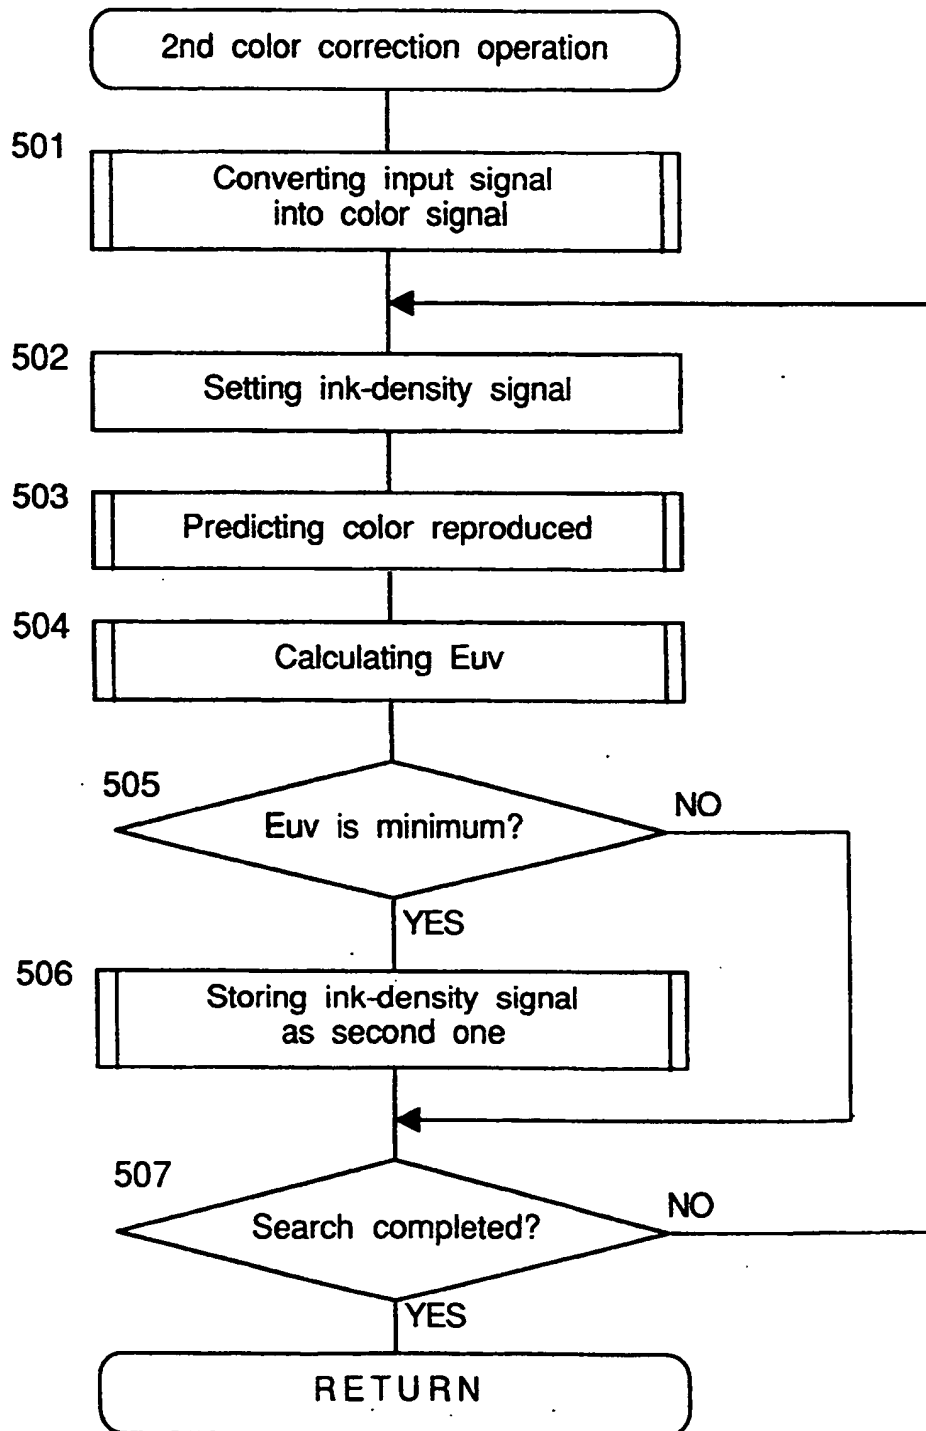 2nd color correction operation
501
Converting input signal
into color signal
502
Setting ink-density signal
503
Predicting color reproduced
504
Calculating Euv
505
Euv is minimum?
NO
YES
506
Storing ink-density signal
as second one
507
Search completed?
NO
YES
RETURN